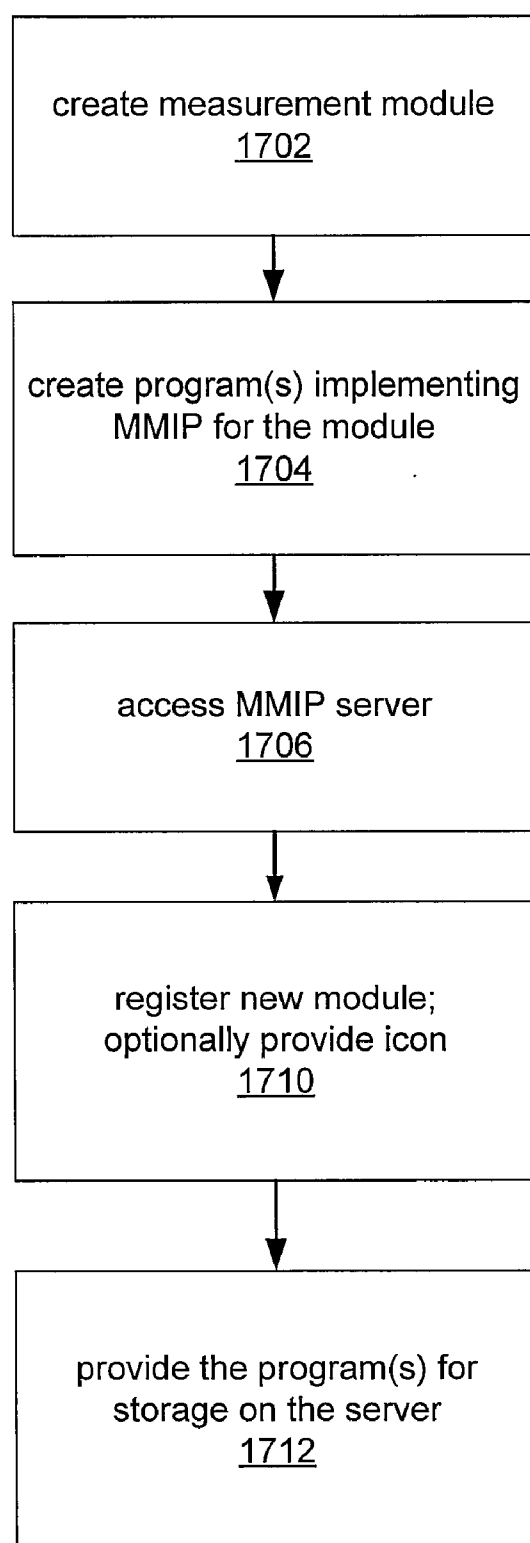 create measurement module
1702
create program(s) implementing
MMIP for the module
1704
access MMIP server
1706
register new module;
optionally provide icon
1710
provide the program(s) for
storage on the server
1712